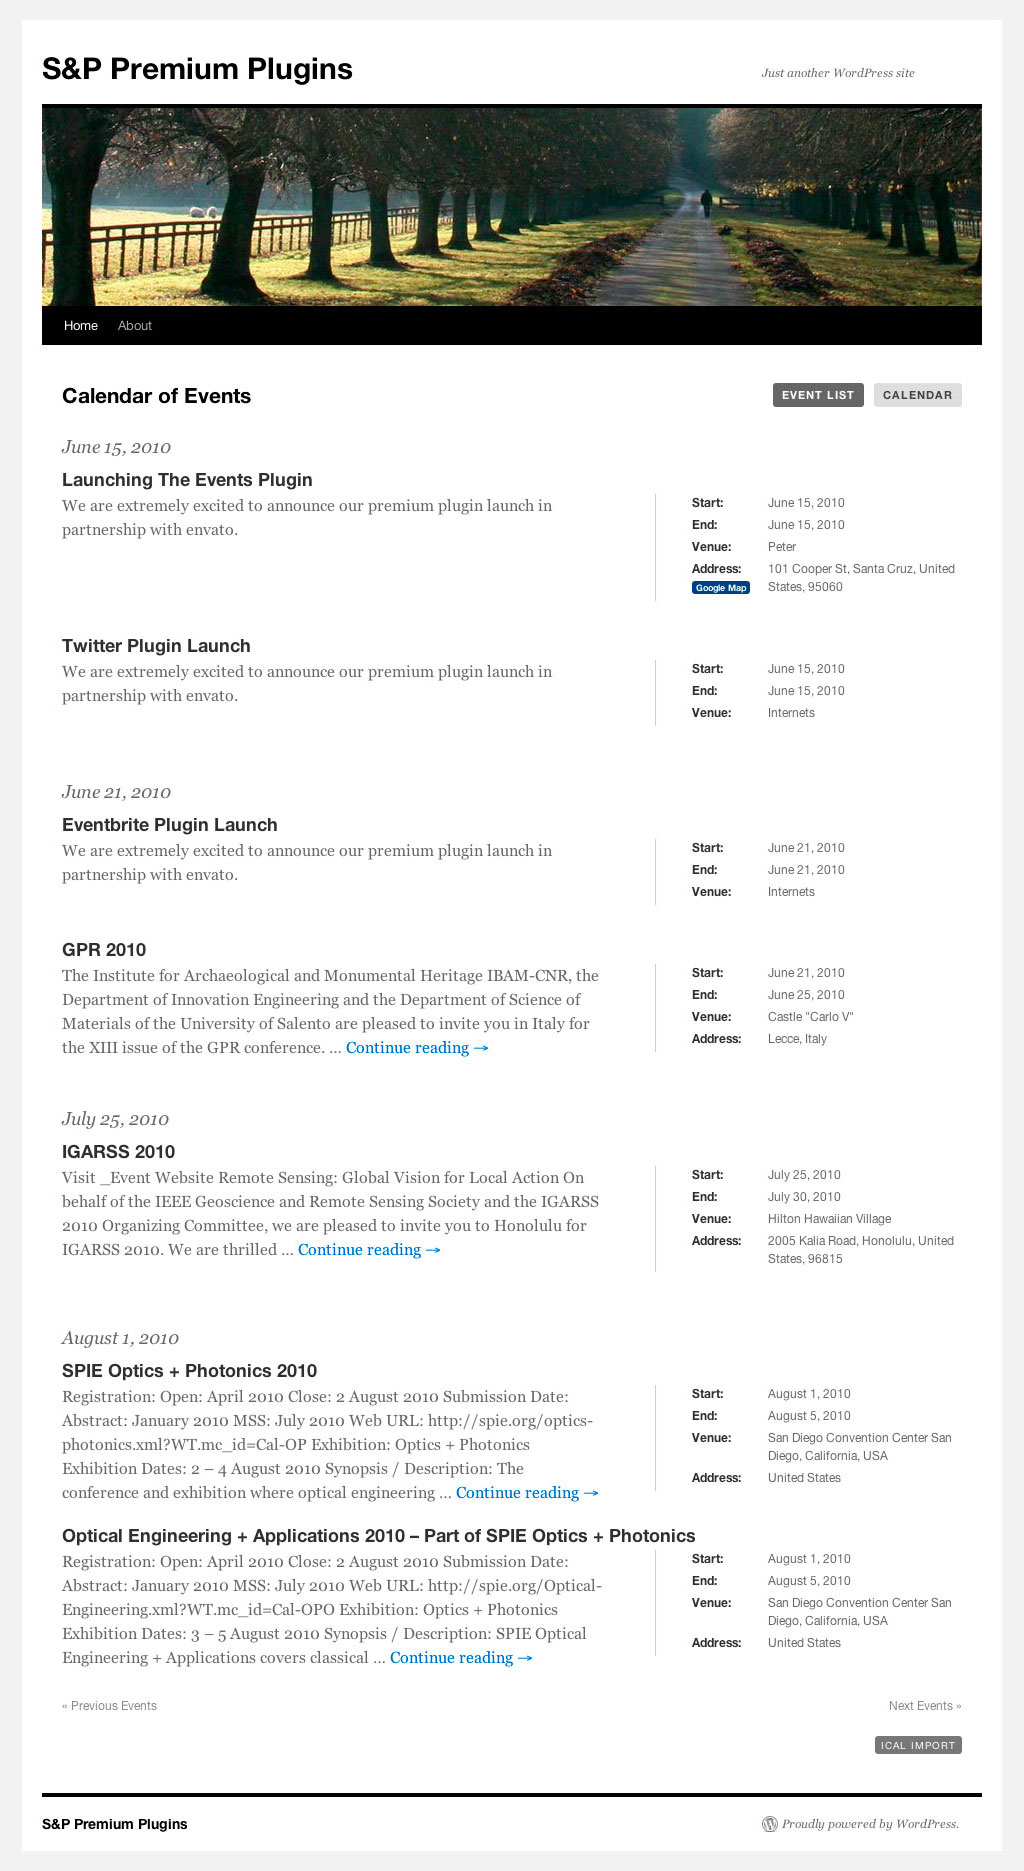 S&P Premium Plugins
Just another WordPress site
Home About
Calendar of Events
EVENT LIST CALENDAR
June 15, 2010
Launching The Events Plugin
We are extremely excited to announce our premium plugin launch in
partnership with envato.
Start: June 15, 2010
End: June 15, 2010
Venue: Peter
Address: 101 Cooper St, Santa Cruz, United
Google Map States, 95060
Twitter Plugin Launch
We are extremely excited to announce our premium plugin launch in
partnership with envato.
Start: June 15, 2010
End: June 15, 2010
Venue: Internets
June 21, 2010
Eventbrite Plugin Launch
We are extremely excited to announce our premium plugin launch in
partnership with envato.
Start: June 21, 2010
End: June 21, 2010
Venue: Internets
GPR 2010
The Institute for Archaeological and Monumental Heritage IBAM-CNR, the
Department of Innovation Engineering and the Department of Science of
Materials of the University of Salento are pleased to invite you in Italy for
the XIII issue of the GPR conference. ... Continue reading →
Start: June 21, 2010
End: June 25, 2010
Venue: Castle "Carlo V"
Address: Lecce, Italy
July 25, 2010
IGARSS 2010
Visit _Event Website Remote Sensing: Global Vision for Local Action On
behalf of the IEEE Geoscience and Remote Sensing Society and the IGARSS
2010 Organizing Committee, we are pleased to invite you to Honolulu for
IGARSS 2010. We are thrilled ... Continue reading →
Start: July 25, 2010
End: July 30, 2010
Venue: Hilton Hawaiian Village
Address: 2005 Kalia Road, Honolulu, United
States, 96815
August 1, 2010
SPIE Optics + Photonics 2010
Registration: Open: April 2010 Close: 2 August 2010 Submission Date:
Abstract: January 2010 MSS: July 2010 Web URL: http://spie.org/optics-
photonics.xml?WT.mc_id=Cal-OP Exhibition: Optics + Photonics
Exhibition Dates: 2 – 4 August 2010 Synopsis / Description: The
conference and exhibition where optical engineering ... Continue reading →
Start: August 1, 2010
End: August 5, 2010
Venue: San Diego Convention Center San
Diego, California, USA
Address: United States
Optical Engineering + Applications 2010 – Part of SPIE Optics + Photonics
Registration: Open: April 2010 Close: 2 August 2010 Submission Date:
Abstract: January 2010 MSS: July 2010 Web URL: http://spie.org/Optical-
Engineering.xml?WT.mc_id=Cal-OPO Exhibition: Optics + Photonics
Exhibition Dates: 3 – 5 August 2010 Synopsis / Description: SPIE Optical
Engineering + Applications covers classical ... Continue reading →
Start: August 1, 2010
End: August 5, 2010
Venue: San Diego Convention Center San
Diego, California, USA
Address: United States
« Previous Events Next Events »
ICAL IMPORT
S&P Premium Plugins
Proudly powered by WordPress.